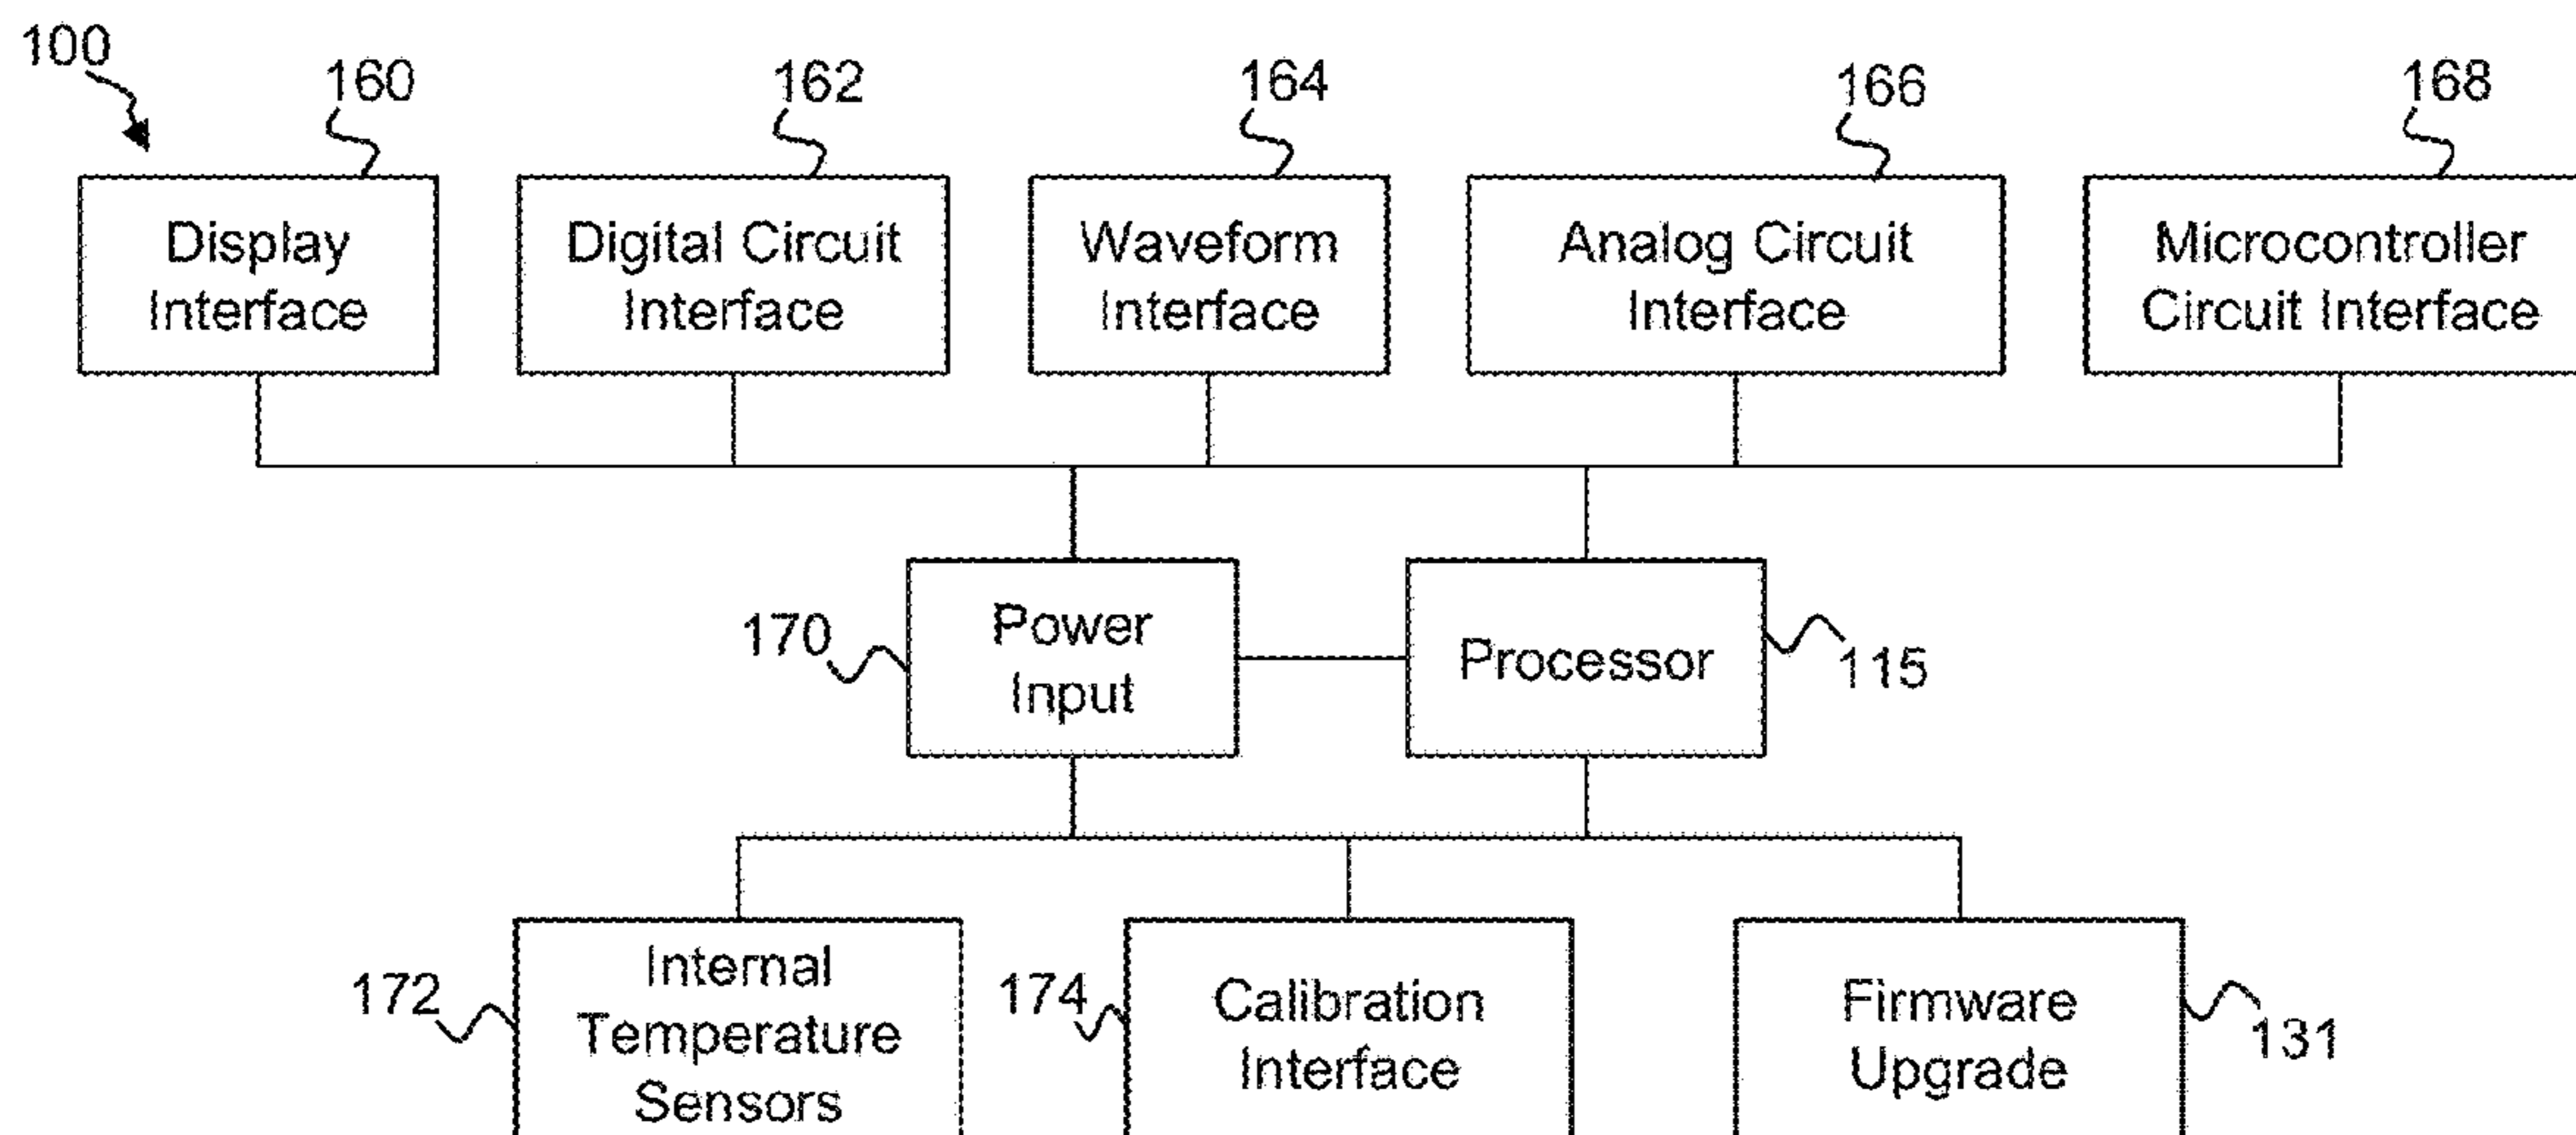 100
160
162
164
166
168
Display
Interface
Digital Circuit
Interface
Waveform
Interface
Analog Circuit
Interface
Microcontroller
Circuit Interface
170
Power
Input
Processor
115
172
Internal
Temperature
Sensors
174
Calibration
Interface
Firmware
Upgrade
131